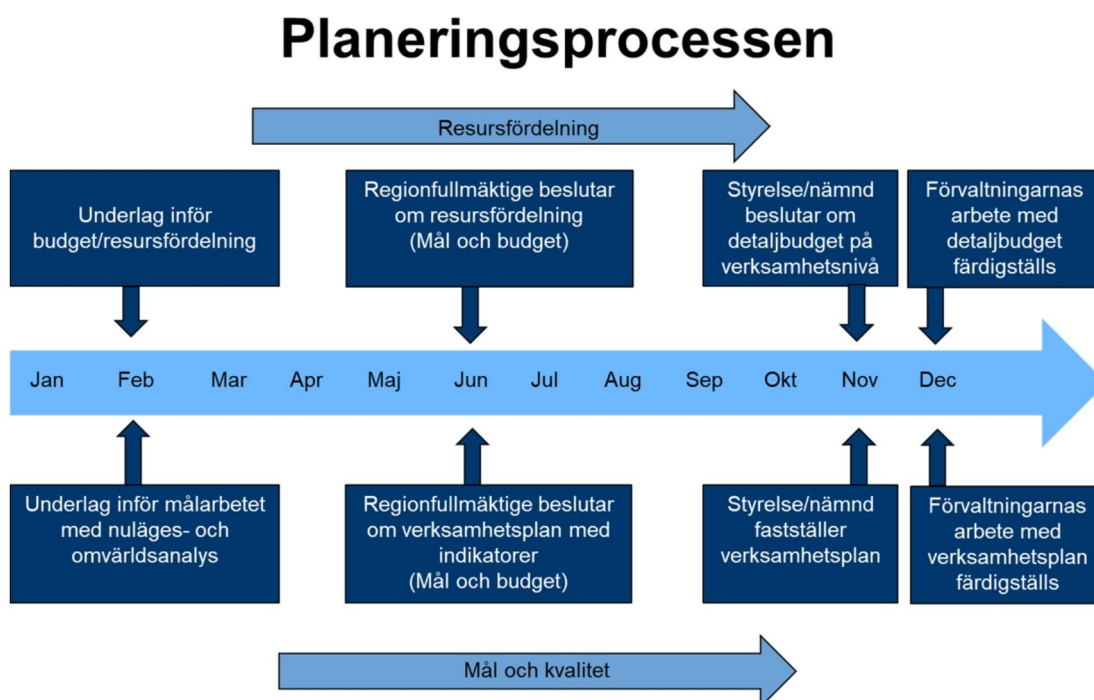 Planeringsprocessen
Resursfördelning
Underlag inför
budget/resursfördelning
Regionfullmäktige beslutar
om resursfördelning
(Mål och budget)
Styrelse/nämnd
beslutar om
detaljbudget på
verksamhetsnivå
Förvaltningarnas
arbete med
detaljbudget
färdigställs
Jan Feb Mar Apr Maj Jun Jul Aug Sep Okt Nov Dec
Underlag inför målarbetet
med nuläges- och
omvärldsanalys
Regionfullmäktige beslutar
om verksamhetsplan med
indikatorer
(Mål och budget)
Styrelse/nämnd
fastställer
verksamhetsplan
Förvaltningarnas
arbete med
verksamhetsplan
färdigställs
Mål och kvalitet